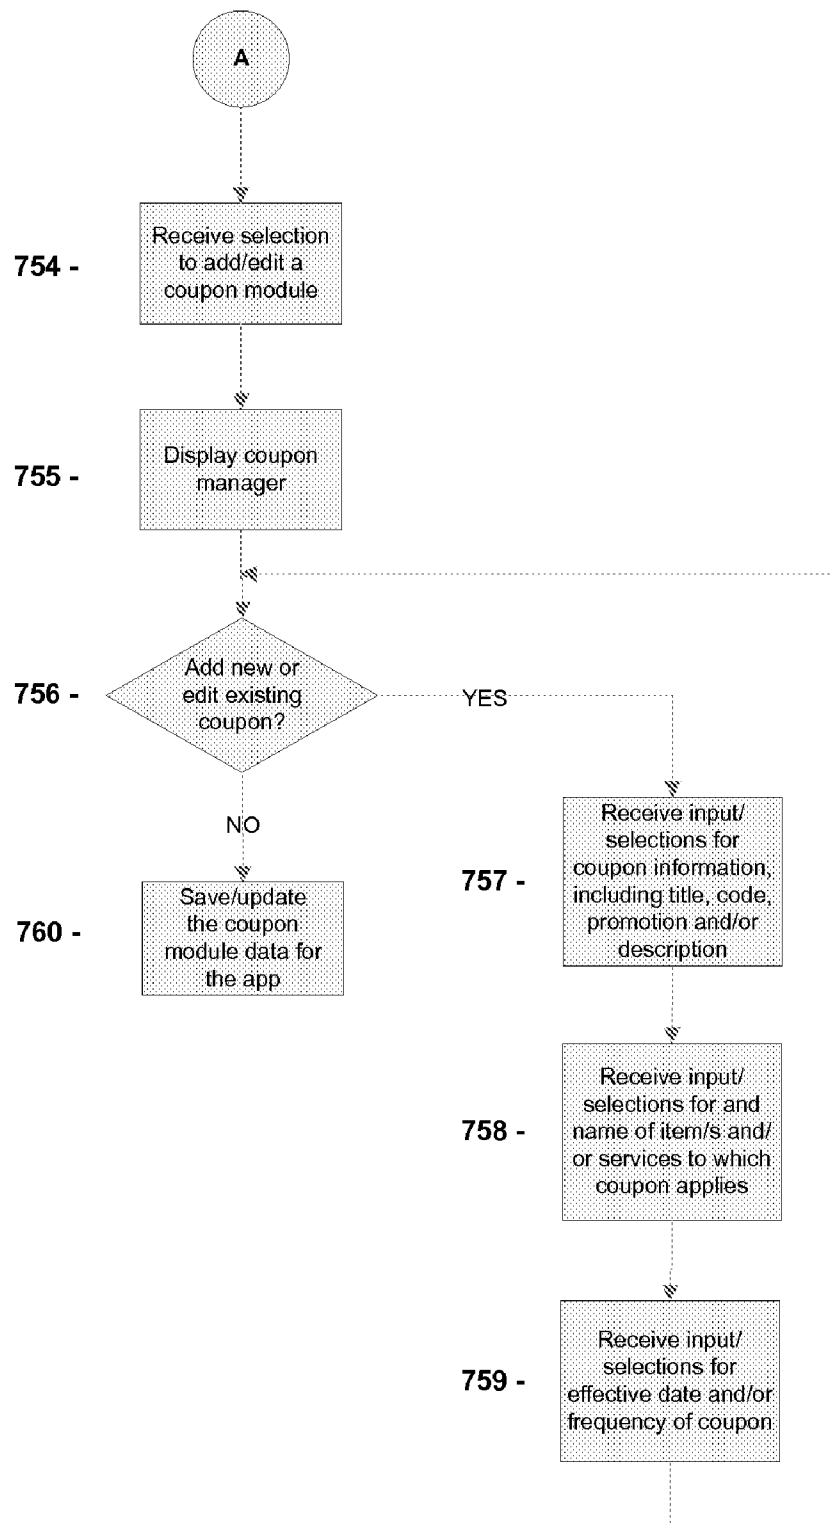 A
754 -
Receive selection
to add/edit a
coupon module
755 -
Display coupon
manager
756 -
Add new or
edit existing
coupon?
YES
NO
757 -
Receive input/
selections for
coupon information,
including title, code,
promotion and/or
description
760 -
Save/update
the coupon
module data for
the app
758 -
Receive input/
selections for and
name of item/s and/
or services to which
coupon applies
759 -
Receive input/
selections for
effective date and/or
frequency of coupon